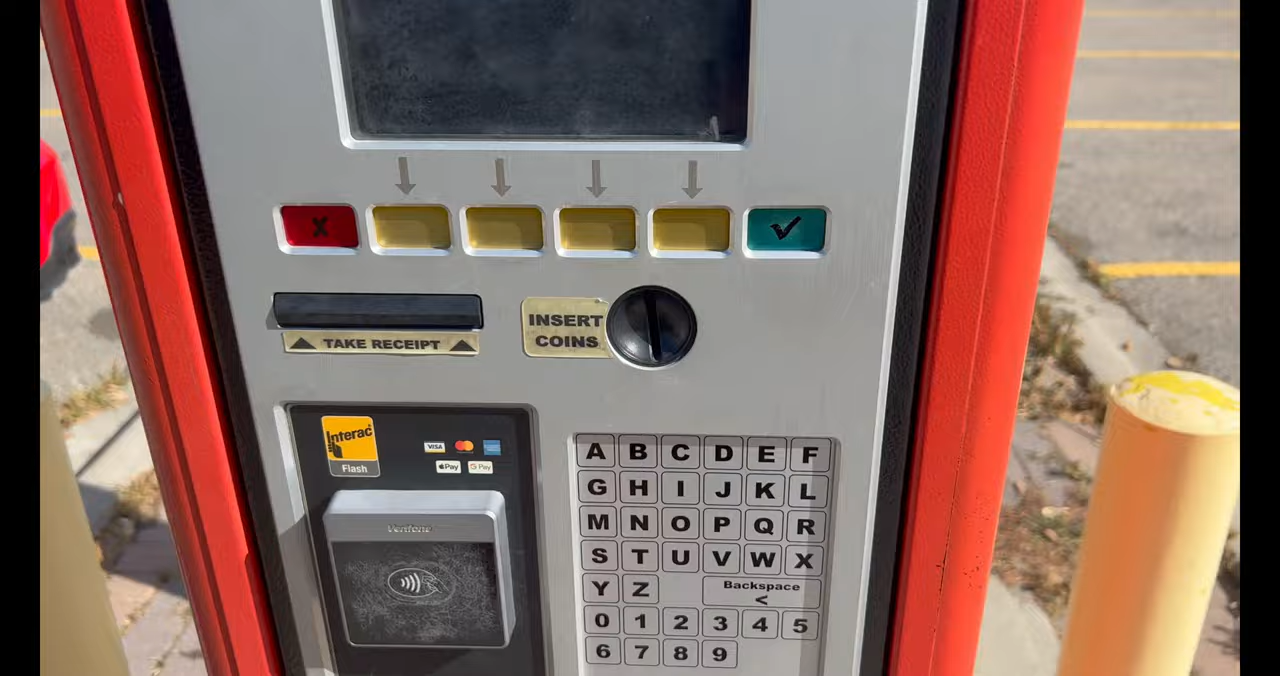 X
TAKE RECEIPT
INSERT
COINS
Interac
Flash
VISA
Pay
G Pay
Verifone
A B C D E F
G H I J K L
M N O P Q R
S T U V W X
Y Z Backspace
<
0 1 2 3 4 5
6 7 8 9